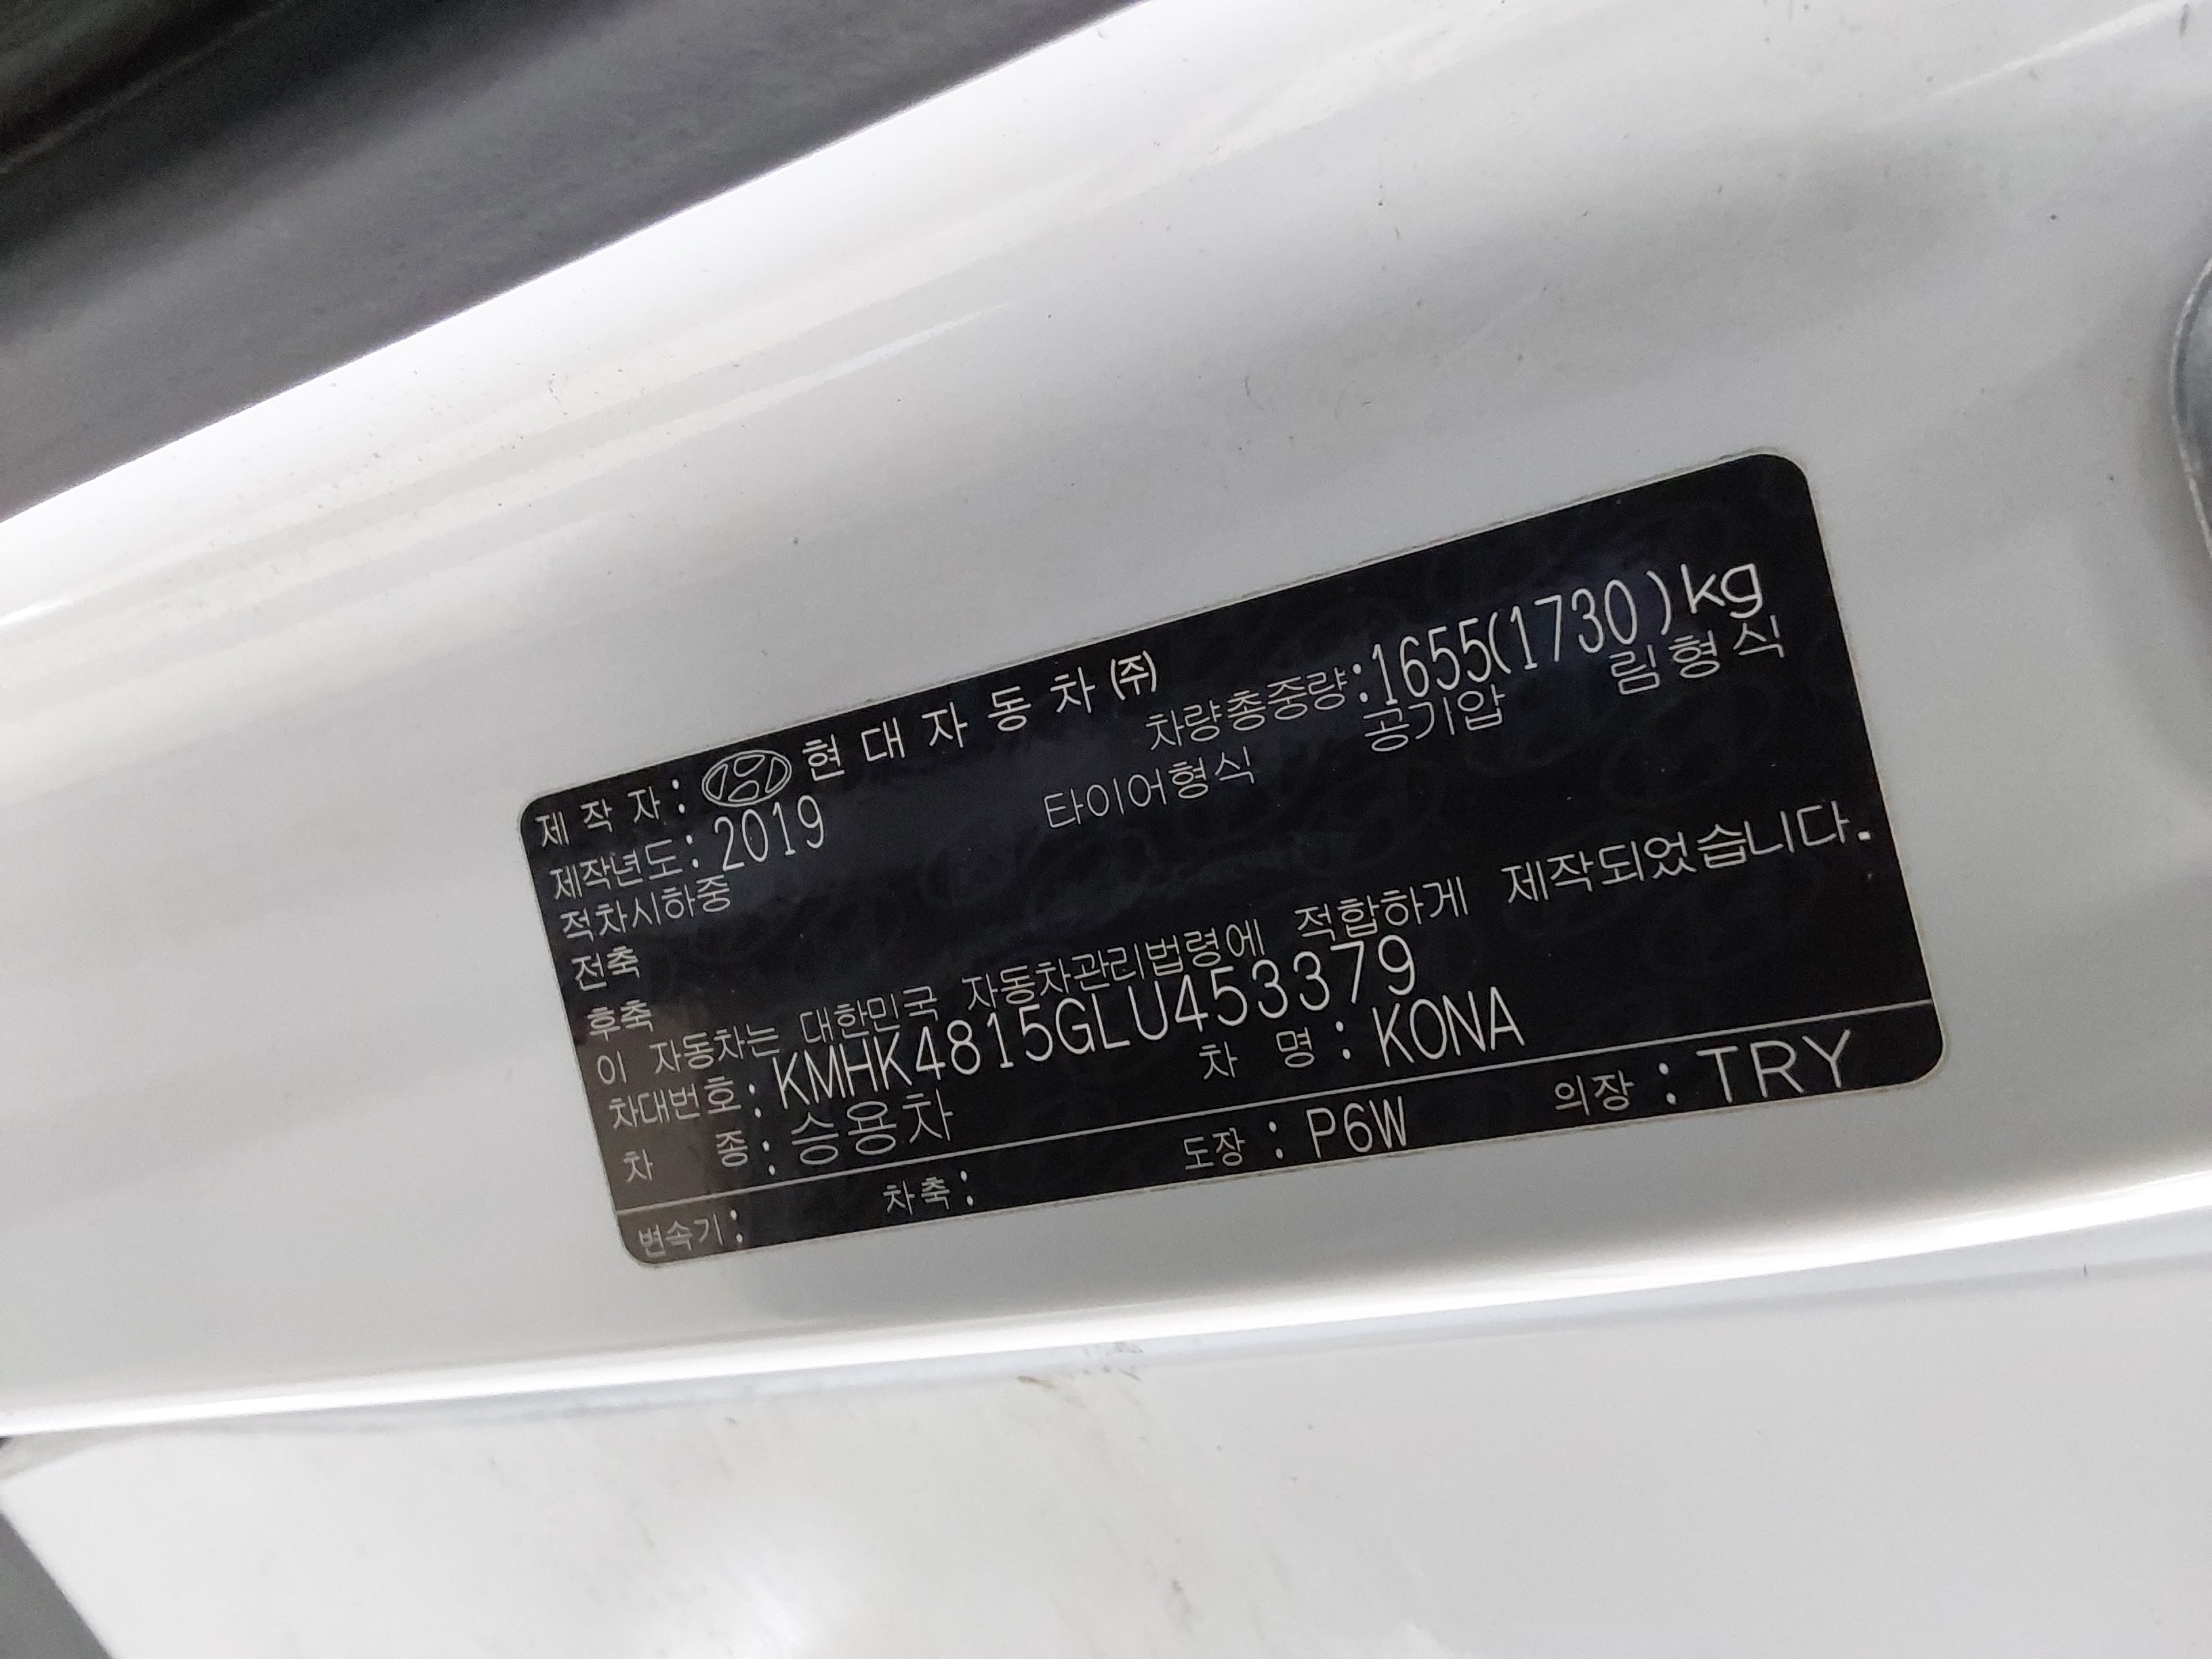 제 작 자 : 현 대 자 동 차 ㈜
제작년도 : 2019 차량총중량 : 1655(1730)kg
적차시하중 타이어형식 공기압 림형식
전축
후축
이 자동차는 대한민국 자동차관리법령에 적합하게 제작되었습니다.
차대번호 : KMHK4815GLU453379
차 종 : 승용차 차 명 : KONA
변속기 : 차축 : 도장 : P6W 의장 : TRY